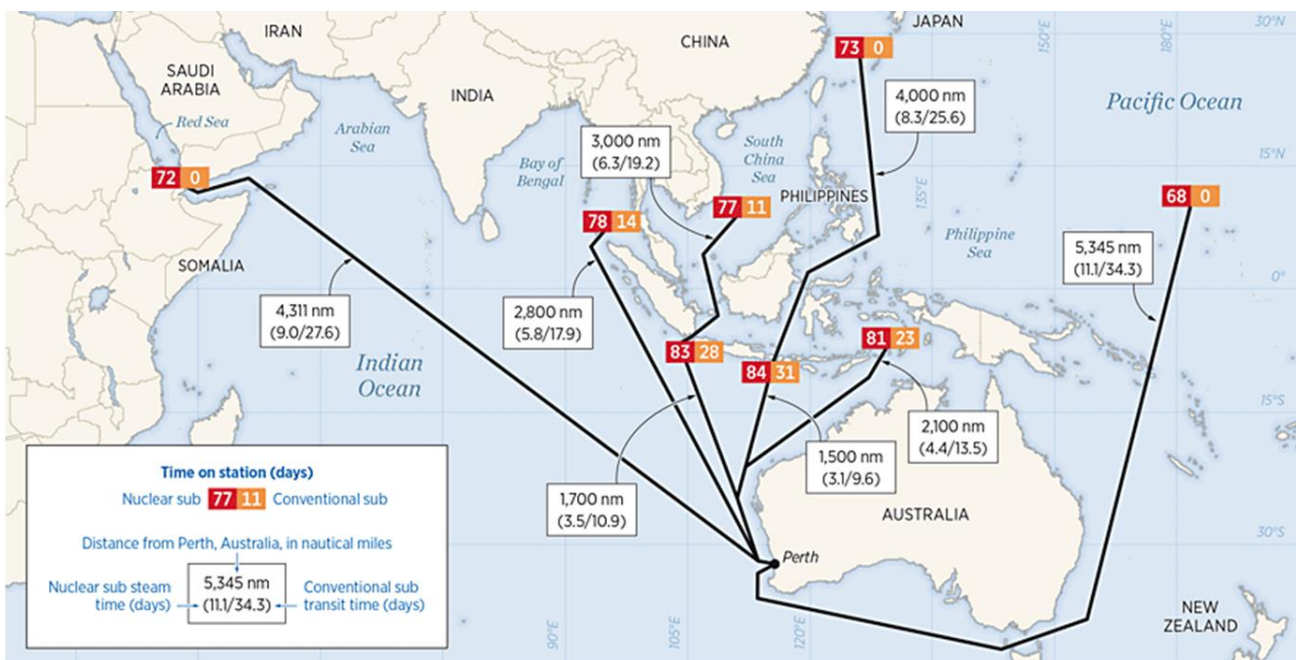 JAPAN
30°N
IRAN
CHINA
150°E
180°E
73 0
SAUDI
ARABIA
INDIA
4,000 nm
(8.3/25.6)
Pacific Ocean
Red Sea
Arabian
Sea
3,000 nm
(6.3/19.2)
Bay of
Bengal
South
China
Sea
15°N
72 0
PHILIPPINES
135°E
68 0
78 14
77 11
Philippine
Sea
5,345 nm
(11.1/34.3)
SOMALIA
0°
4,311 nm
(9.0/27.6)
2,800 nm
(5.8/17.9)
81 23
83 28
84 31
Indian
Ocean
15°S
2,100 nm
(4.4/13.5)
1,500 nm
(3.1/9.6)
1,700 nm
(3.5/10.9)
AUSTRALIA
30°S
Perth
NEW
ZEALAND
90°E
105°E
120°E
Time on station (days)
Nuclear sub 77 11 Conventional sub
Distance from Perth, Australia, in nautical miles
Nuclear sub steam
time (days)
5,345 nm
(11.1/34.3)
Conventional sub
transit time (days)